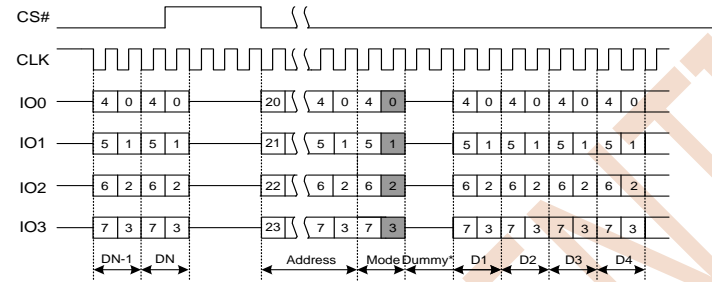 CS#
CLK
IO0 4 0 4 0 20 4 0 4 0 4 0 4 0 4 0 4 0
IO1 5 1 5 1 21 5 1 5 1 5 1 5 1 5 1 5 1
IO2 6 2 6 2 22 6 2 6 2 6 2 6 2 6 2 6 2
IO3 7 3 7 3 23 7 3 7 3 7 3 7 3 7 3 7 3
DN-1 DN Address Mode Dummy* D1 D2 D3 D4